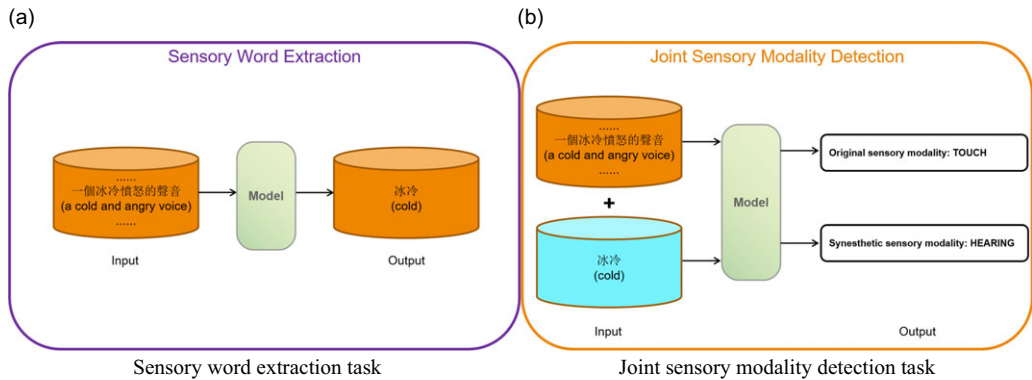 (a)
Sensory Word Extraction
......
一個冰冷憤怒的聲音
(a cold and angry voice)
......
Model
冰冷
(cold)
Input
Output
Sensory word extraction task
(b)
Joint Sensory Modality Detection
......
一個冰冷憤怒的聲音
(a cold and angry voice)
......
+
冰冷
(cold)
Model
Original sensory modality: TOUCH
Synesthetic sensory modality: HEARING
Input
Output
Joint sensory modality detection task